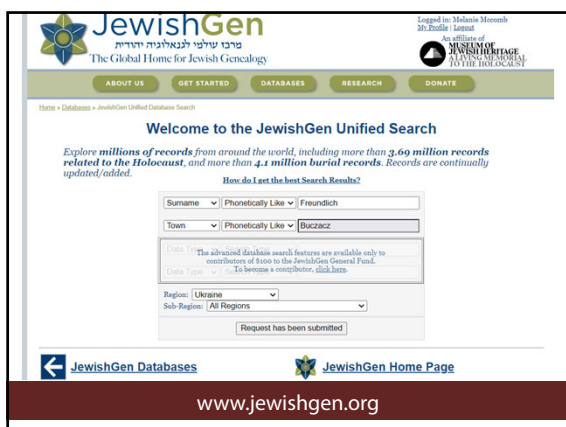 JewishGen
מרכז עולמי לגנאלוגיה יהודית
The Global Home for Jewish Genealogy
Logged in: Melanie Mccomb
My Profile | Logout
An affiliate of
MUSEUM OF
JEWISH HERITAGE
A LIVING MEMORIAL
TO THE HOLOCAUST
ABOUT US GET STARTED DATABASES RESEARCH DONATE
Home » Databases » JewishGen Unified Database Search
Welcome to the JewishGen Unified Search
Explore millions of records from around the world, including more than 3.69 million records
related to the Holocaust, and more than 4.1 million burial records. Records are continually
updated/added.
How do I get the best Search Results?
Surname Phonetically Like Freundlich
Town Phonetically Like Buczacz
Data Type
The advanced database search features are available only to
contributors of $100 to the JewishGen General Fund.
To become a contributor, click here.
Data Type
Region: Ukraine
Sub-Region: All Regions
Request has been submitted
JewishGen Databases JewishGen Home Page
www.jewishgen.org